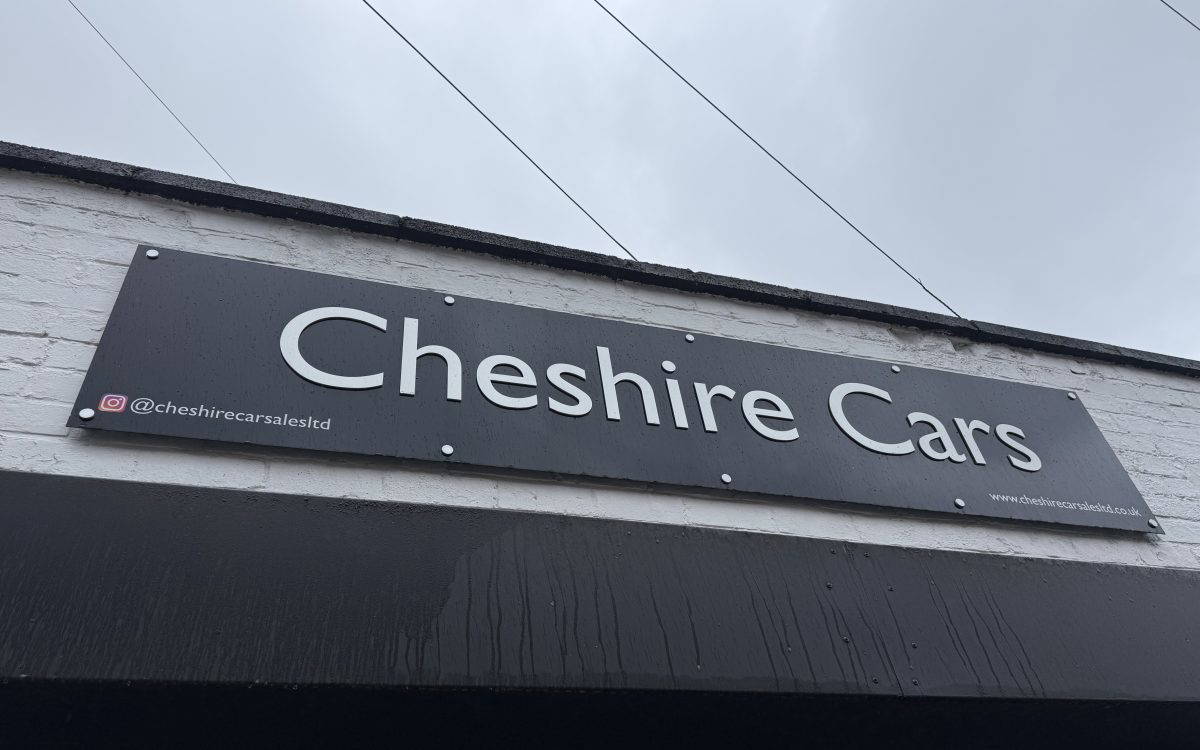 Cheshire Cars
@cheshirecarsalesltd
www.cheshirecarsalesltd.co.uk